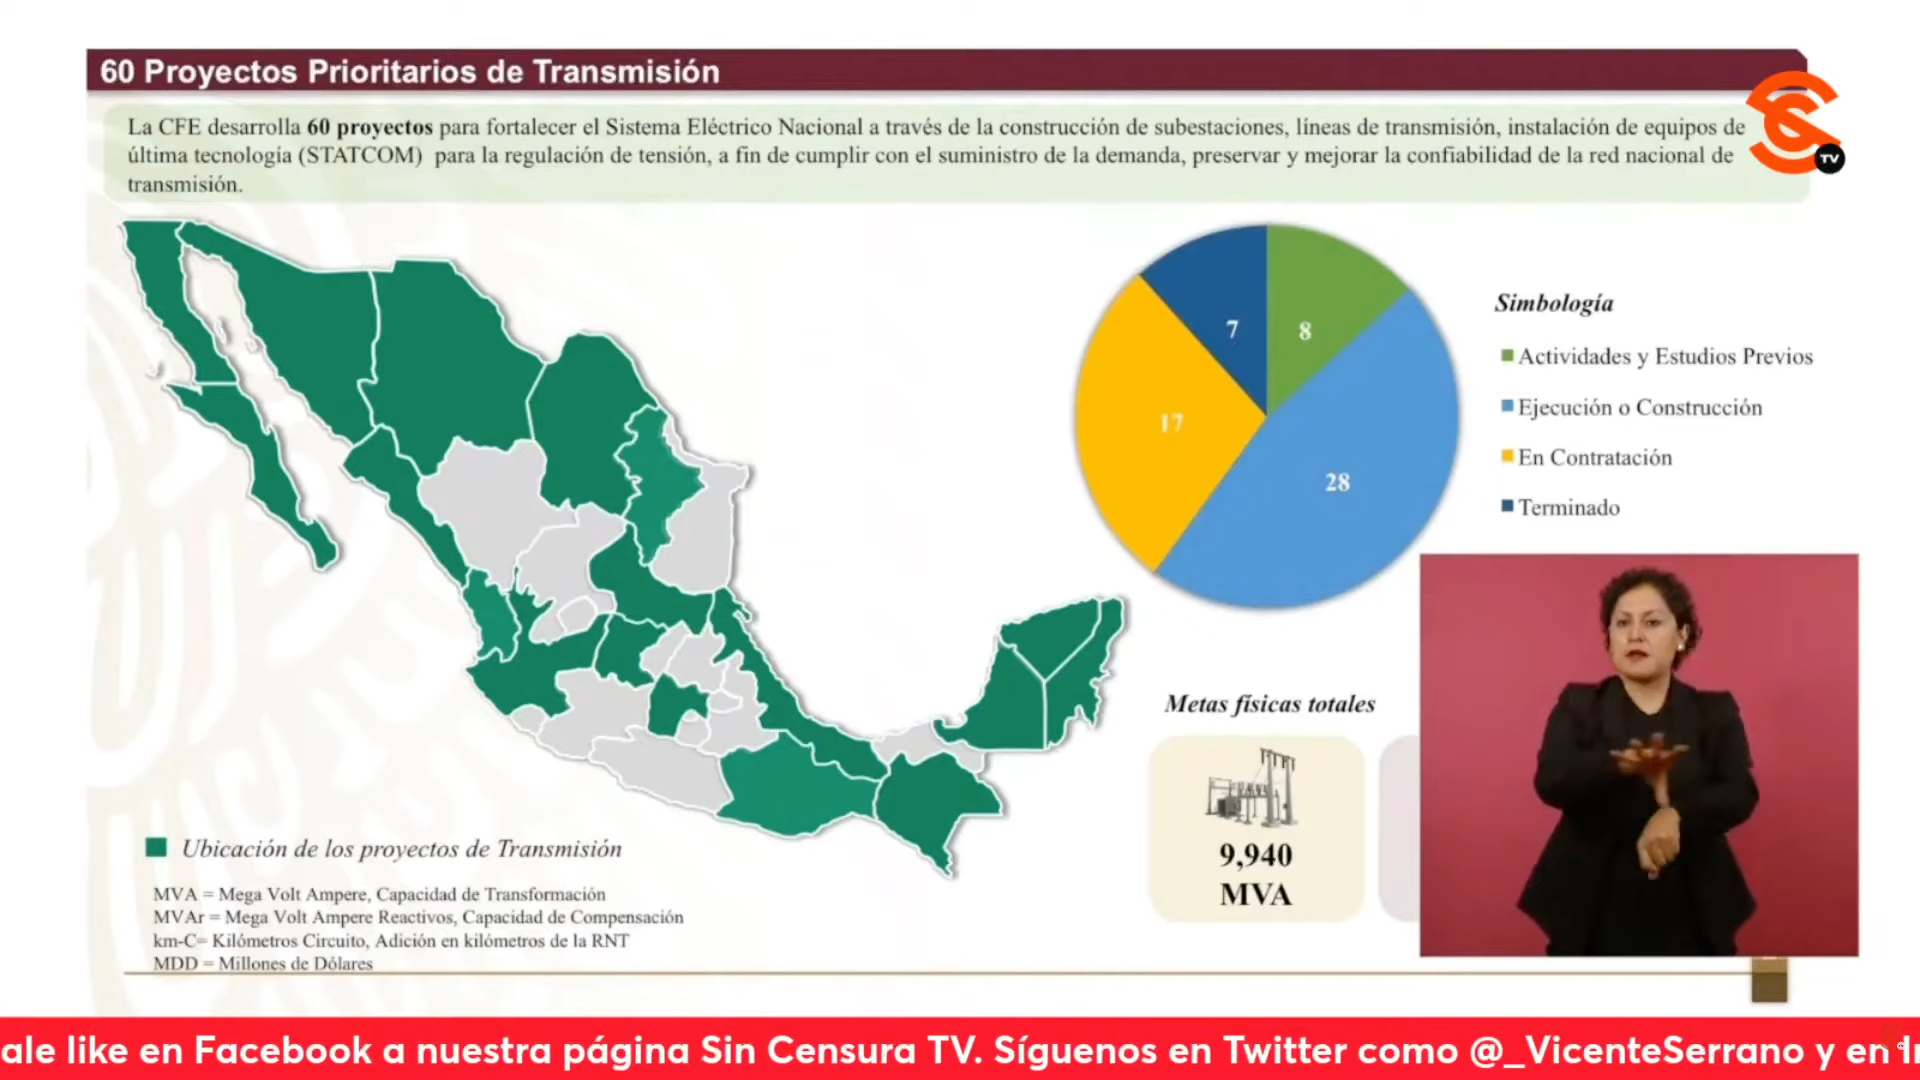 60 Proyectos Prioritarios de Transmisión
La CFE desarrolla 60 proyectos para fortalecer el Sistema Eléctrico Nacional a través de la construcción de subestaciones, líneas de transmisión, instalación de equipos de
última tecnología (STATCOM) para la regulación de tensión, a fin de cumplir con el suministro de la demanda, preservar y mejorar la confiabilidad de la red nacional de
transmisión.
TV
7
8
17
28
Simbología
Actividades y Estudios Previos
Ejecución o Construcción
En Contratación
Terminado
Metas físicas totales
9,940
MVA
Ubicación de los proyectos de Transmisión
MVA = Mega Volt Ampere, Capacidad de Transformación
MVAr = Mega Volt Ampere Reactivos, Capacidad de Compensación
km-C= Kilómetros Circuito, Adición en kilómetros de la RNT
MDD = Millones de Dólares
ale like en Facebook a nuestra página Sin Censura TV. Síguenos en Twitter como @_VicenteSerrano y en